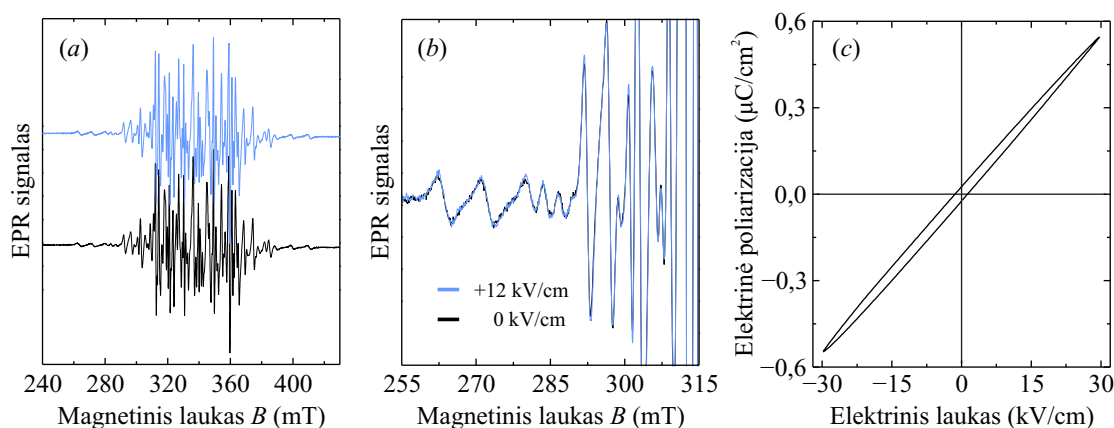 (a)
EPR signalas
240 280 320 360 400
Magnetinis laukas B (mT)
(b)
EPR signalas
+12 kV/cm
0 kV/cm
255 270 285 300 315
Magnetinis laukas B (mT)
(c)
Elektrinė poliarizacija (μC/cm²)
0,6
0,3
0,0
−0,3
−0,6
−30 −15 0 15 30
Elektrinis laukas (kV/cm)